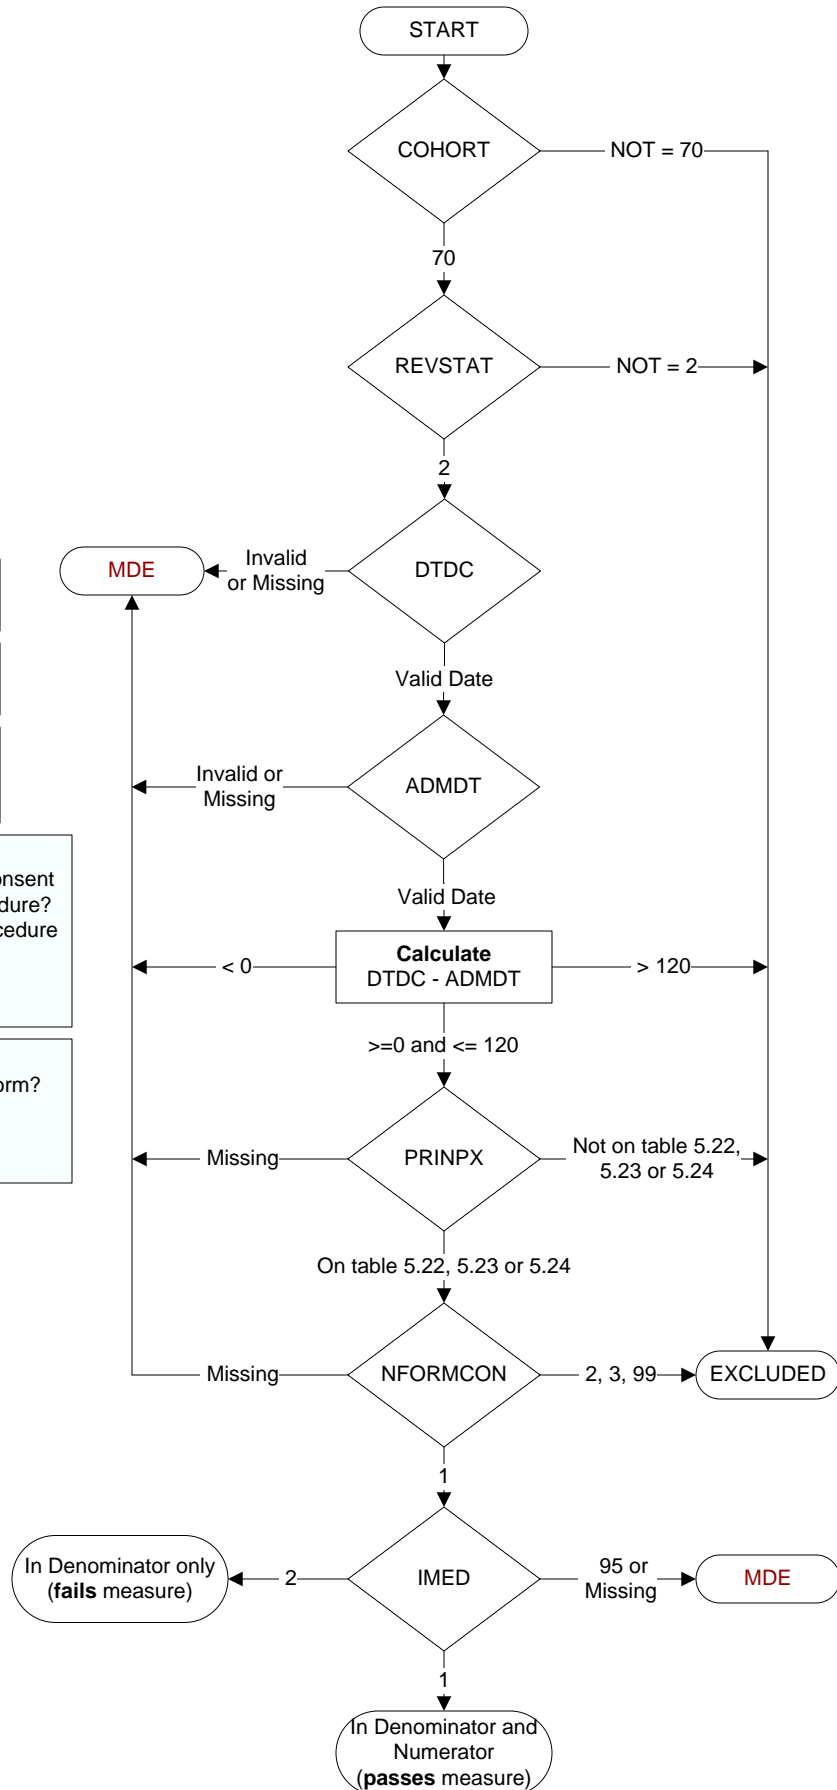 START
COHORT
NOT = 70
70
REVSTAT
NOT = 2
2
MDE
Invalid
or Missing
DTDC
Valid Date
Invalid or
Missing
ADMDT
Valid Date
onsent
dure?
cedure
< 0
Calculate
DTDC - ADMDT
> 120
>=0 and <= 120
orm?
Missing
PRINPX
Not on table 5.22,
5.23 or 5.24
On table 5.22, 5.23 or 5.24
Missing
NFORMCON
2, 3, 99
EXCLUDED
1
In Denominator only
(fails measure)
2
IMED
95 or
Missing
MDE
1
In Denominator and
Numerator
(passes measure)